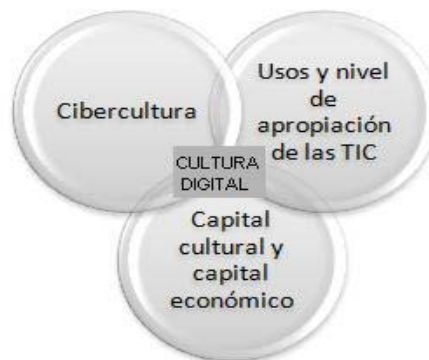 Cibercultura
Usos y nivel
de
apropiación
de las TIC
CULTURA
DIGITAL
Capital
cultural y
capital
económico